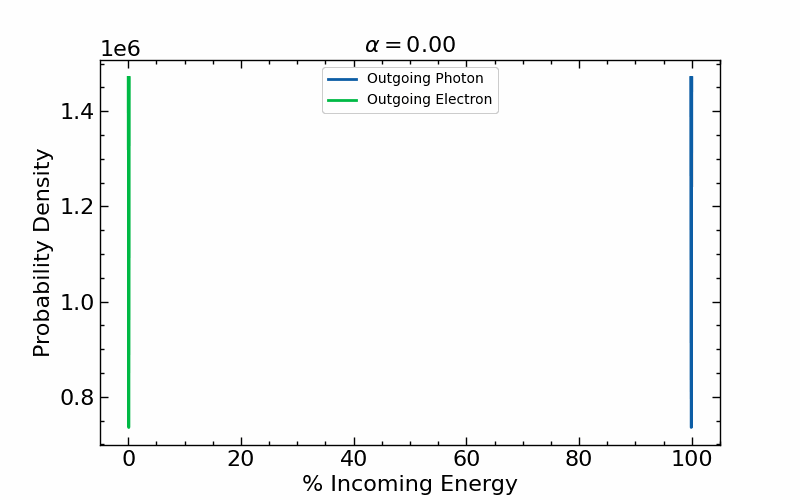 1e6
α = 0.00
Outgoing Photon
Outgoing Electron
1.4
1.2
1.0
0.8
Probability Density
0 20 40 60 80 100
% Incoming Energy